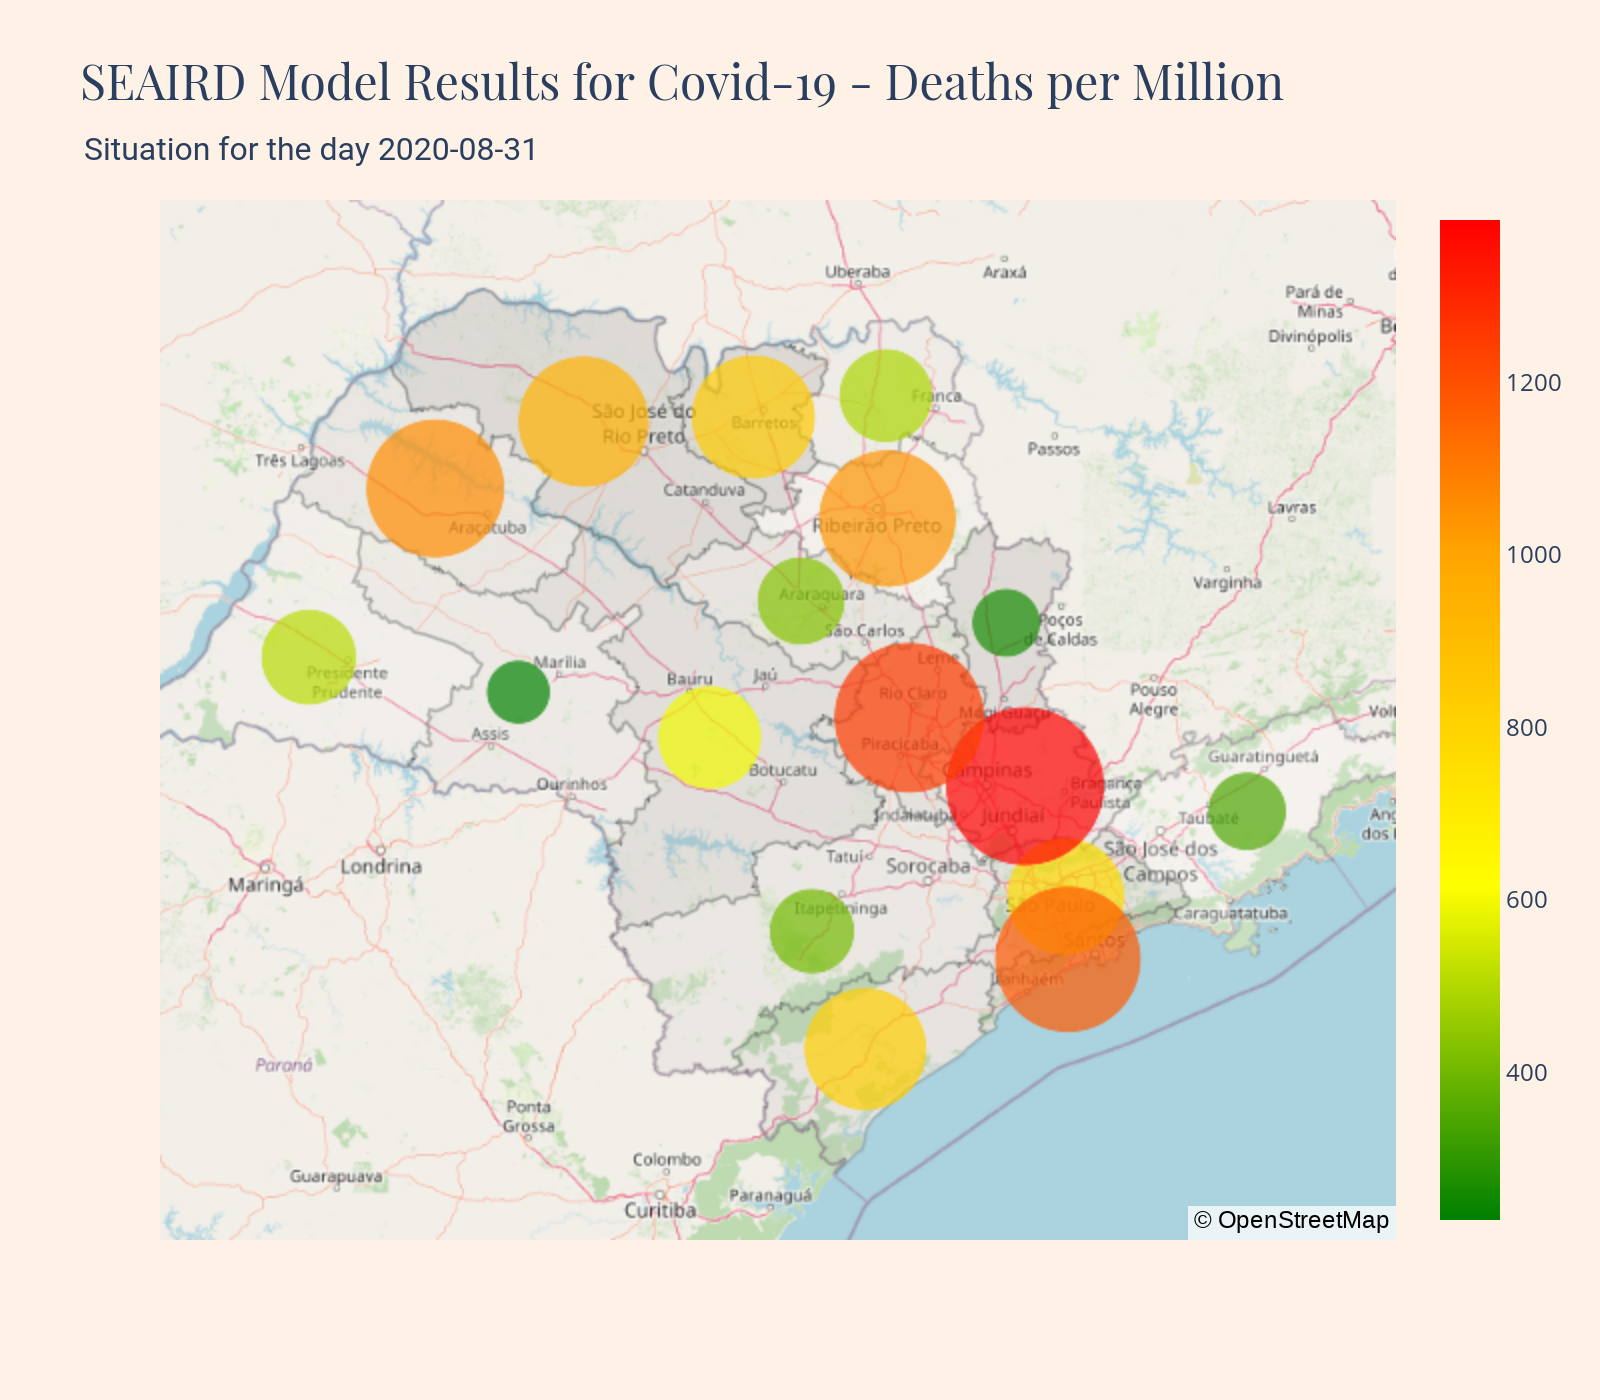 SEAIRD Model Results for Covid-19 - Deaths per Million
Situation for the day 2020-08-31
Uberaba
Araxá
Pará de
Minas
Divinópolis
1200
Franca
São José do
Rio Preto
Barretos
Passos
Três Lagoas
Catanduva
Araçatuba
Ribeirão Preto
Lavras
1000
Varginha
Araraquara
São Carlos
Poços
de Caldas
Presidente
Prudente
Marília
Bauru
Jaú
Leme
Rio Claro
Mogi Guaçu
Pouso
Alegre
Volt
800
Assis
Piracicaba
Guaratinguetá
Ourinhos
Botucatu
Campinas
Bragança
Paulista
Indaiatuba
Jundiaí
Taubaté
Ang
dos
Maringá
Londrina
Tatuí
Sorocaba
São José dos
Campos
600
Itapetininga
São Paulo
Caraguatatuba
Santos
Itanhaém
Paraná
400
Ponta
Grossa
Guarapuava
Colombo
Curitiba
Paranaguá
© OpenStreetMap